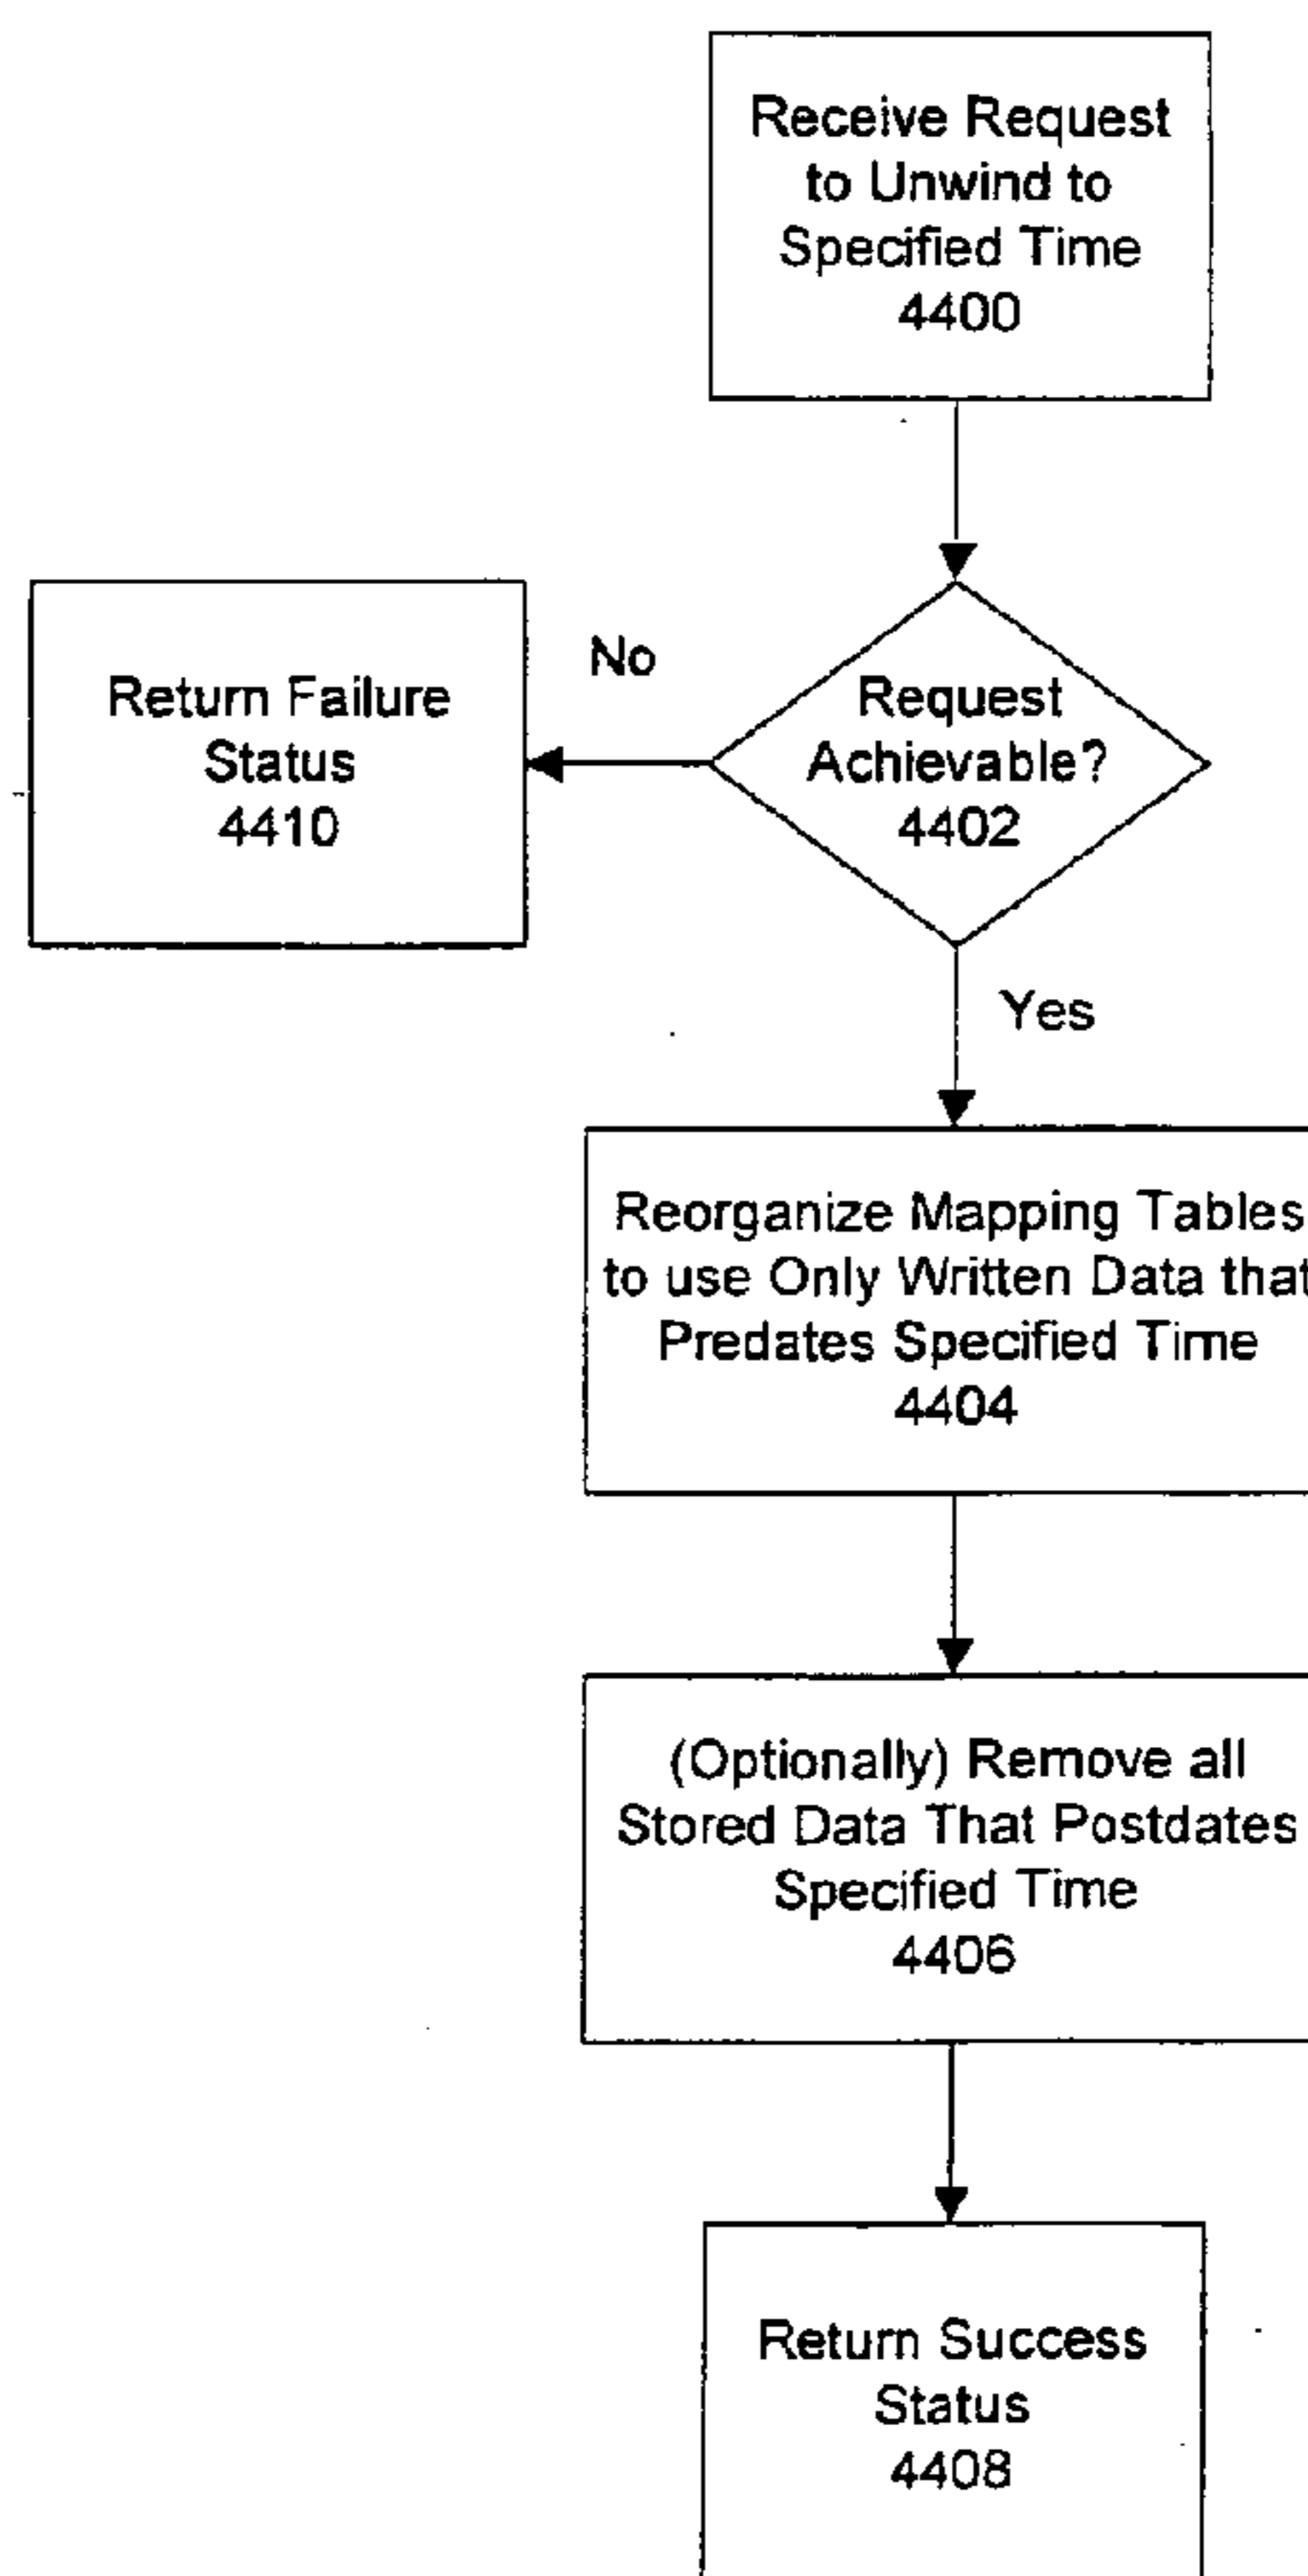 Receive Request
to Unwind to
Specified Time
4400
No
Return Failure
Status
4410
Request
Achievable?
4402
Yes
Reorganize Mapping Tables
to use Only Written Data that
Predates Specified Time
4404
(Optionally) Remove all
Stored Data That Postdates
Specified Time
4406
Return Success
Status
4408